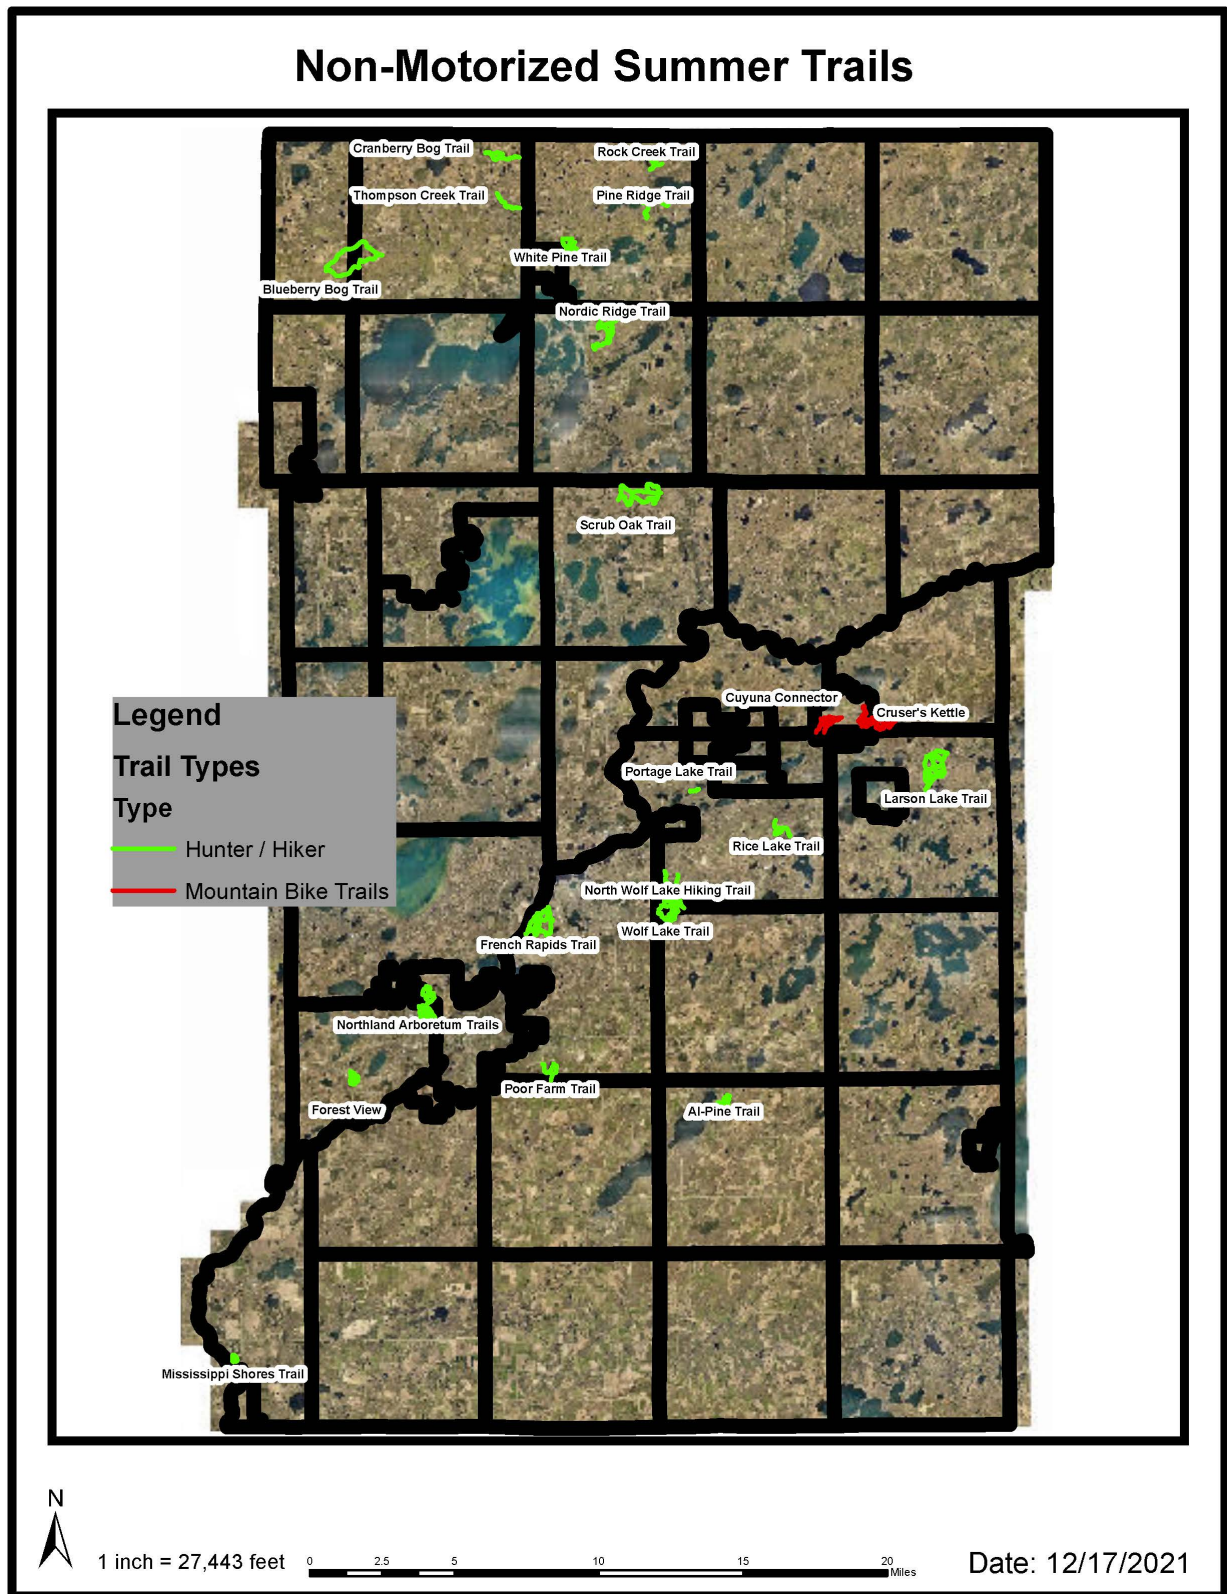 Non-Motorized Summer Trails
Cranberry Bog Trail
Rock Creek Trail
Thompson Creek Trail
Pine Ridge Trail
White Pine Trail
Blueberry Bog Trail
Nordic Ridge Trail
Scrub Oak Trail
Cuyuna Connector
Cruser's Kettle
Legend
Trail Types
Type
Hunter / Hiker
Mountain Bike Trails
Portage Lake Trail
Larson Lake Trail
Rice Lake Trail
North Wolf Lake Hiking Trail
Wolf Lake Trail
French Rapids Trail
Northland Arboretum Trails
Poor Farm Trail
Forest View
Al-Pine Trail
Mississippi Shores Trail
N
1 inch = 27,443 feet
0 2.5 5 10 15 20
Miles
Date: 12/17/2021